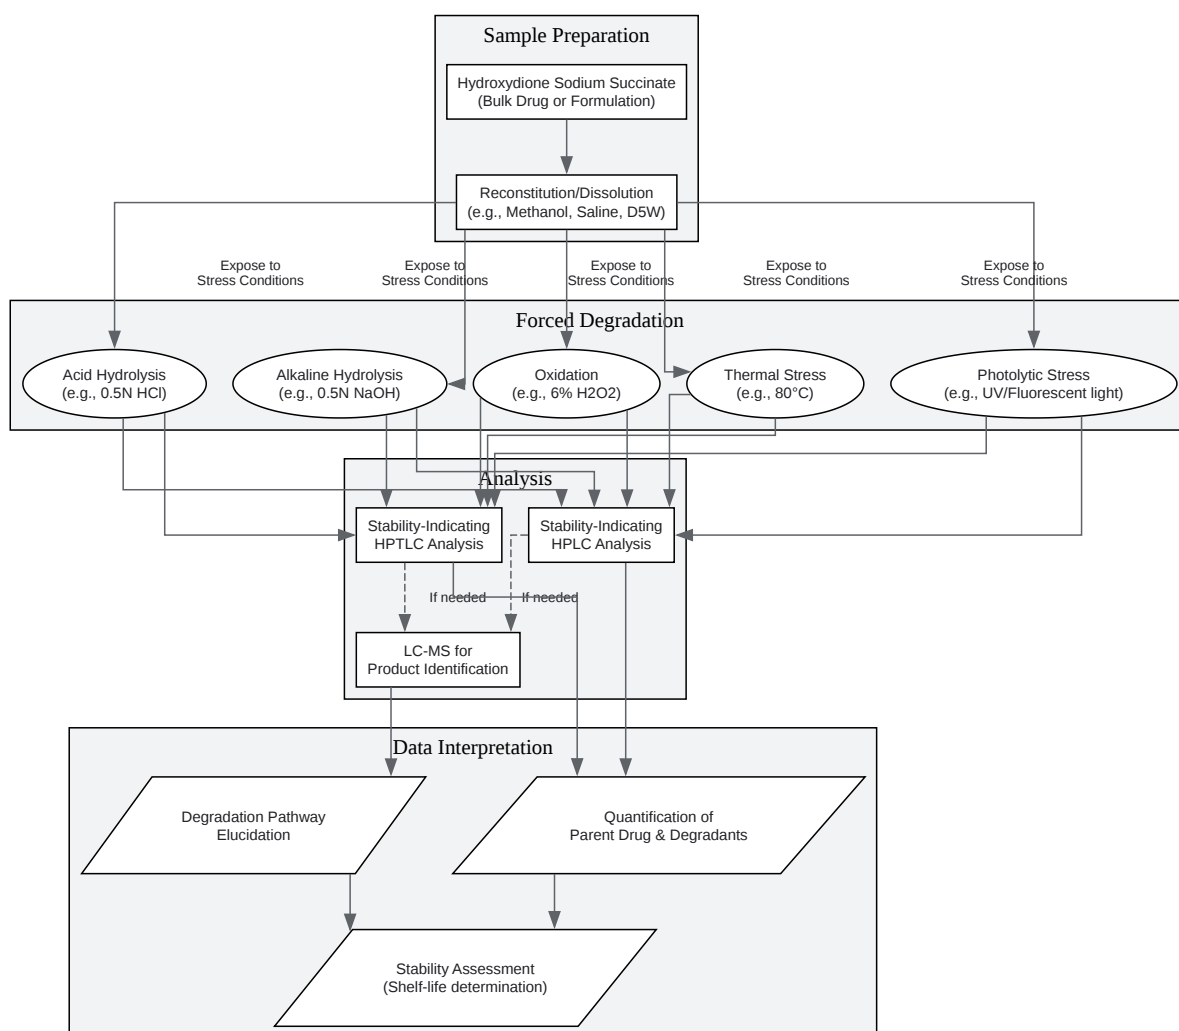 Sample Preparation
Hydroxydione Sodium Succinate
(Bulk Drug or Formulation)
Reconstitution/Dissolution
(e.g., Methanol, Saline, D5W)
Expose to
Stress Conditions
Expose to
Stress Conditions
Expose to
Stress Conditions
Expose to
Stress Conditions
Expose to
Stress Conditions
Forced Degradation
Acid Hydrolysis
(e.g., 0.5N HCl)
Alkaline Hydrolysis
(e.g., 0.5N NaOH)
Oxidation
(e.g., 6% H2O2)
Thermal Stress
(e.g., 80°C)
Photolytic Stress
(e.g., UV/Fluorescent light)
Analysis
Stability-Indicating
HPTLC Analysis
Stability-Indicating
HPLC Analysis
If needed
If needed
LC-MS for
Product Identification
Data Interpretation
Degradation Pathway
Elucidation
Quantification of
Parent Drug & Degradants
Stability Assessment
(Shelf-life determination)